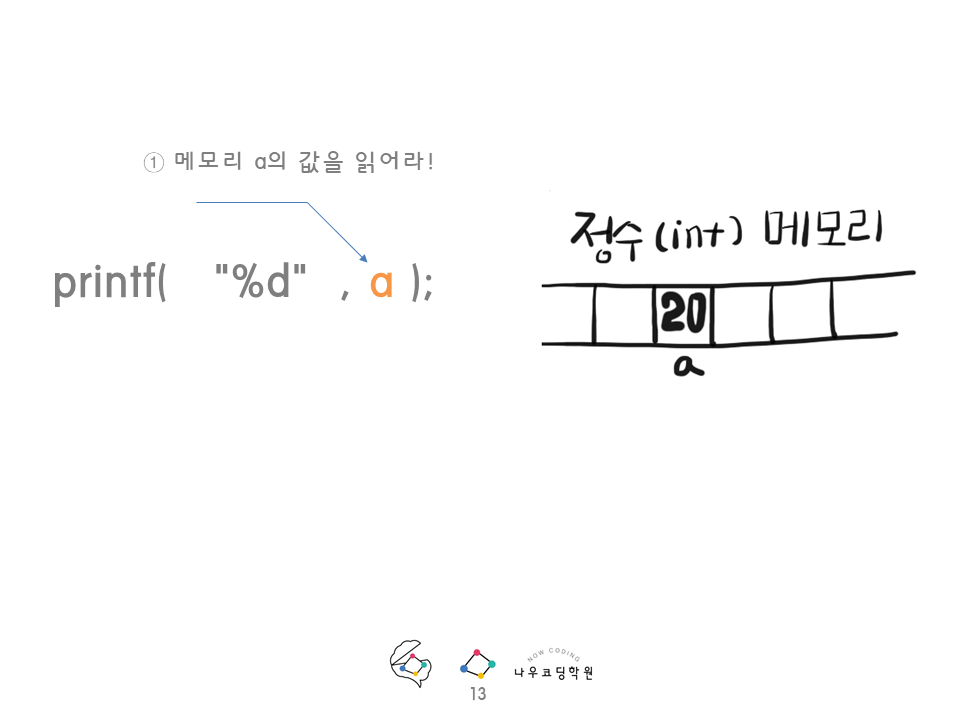 ① 메모리 a의 값을 읽어라!
printf( "%d" , a );
정수(int) 메모리
20
a
NOW CODING
나우코딩학원
13